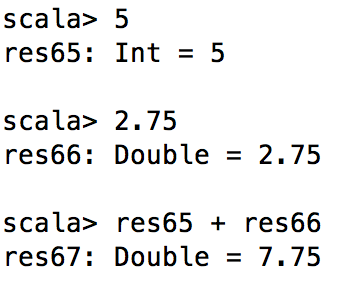 scala> 5
res65: Int = 5
scala> 2.75
res66: Double = 2.75
scala> res65 + res66
res67: Double = 7.75